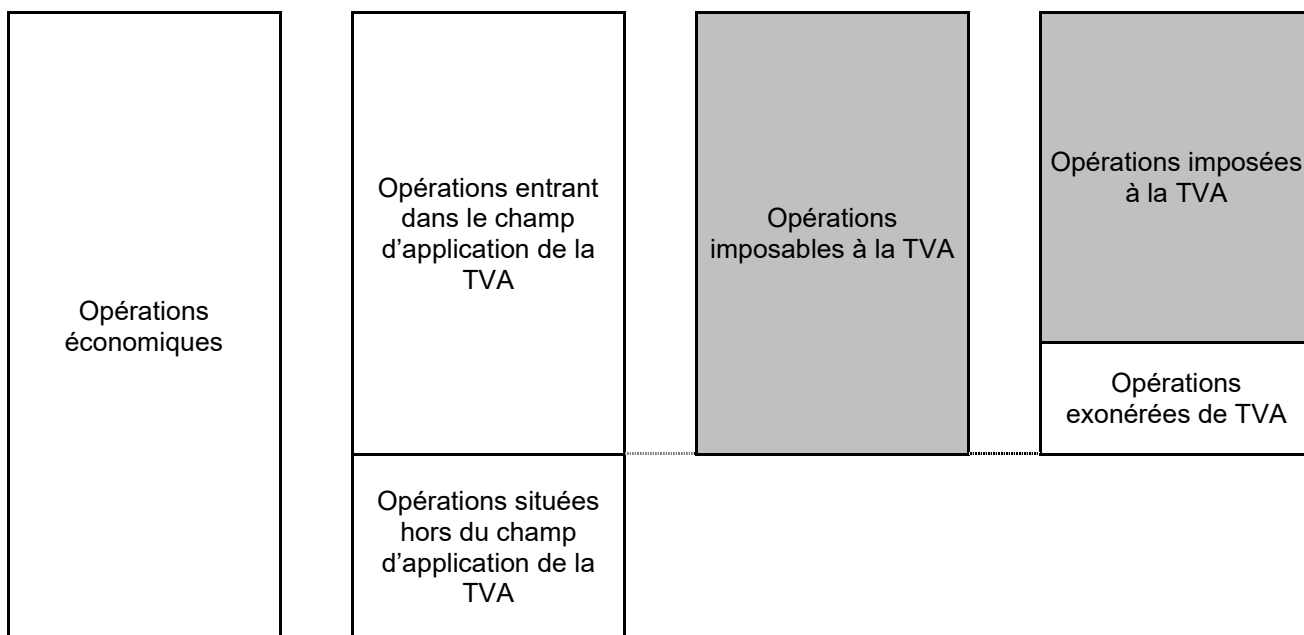 Opérations
économiques
Opérations entrant
dans le champ
d’application de la
TVA
Opérations situées
hors du champ
d’application de la
TVA
Opérations
imposables à la TVA
Opérations imposées
à la TVA
Opérations
exonérées de TVA